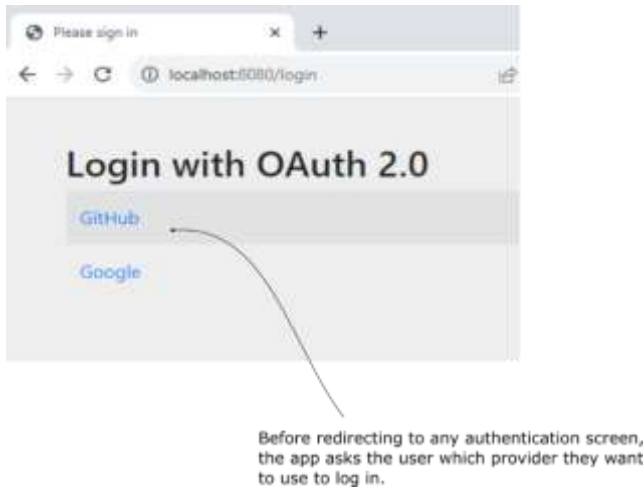 Please sign in
localhost:8080/login
Login with OAuth 2.0
GitHub
Google
Before redirecting to any authentication screen,
the app asks the user which provider they want
to use to log in.